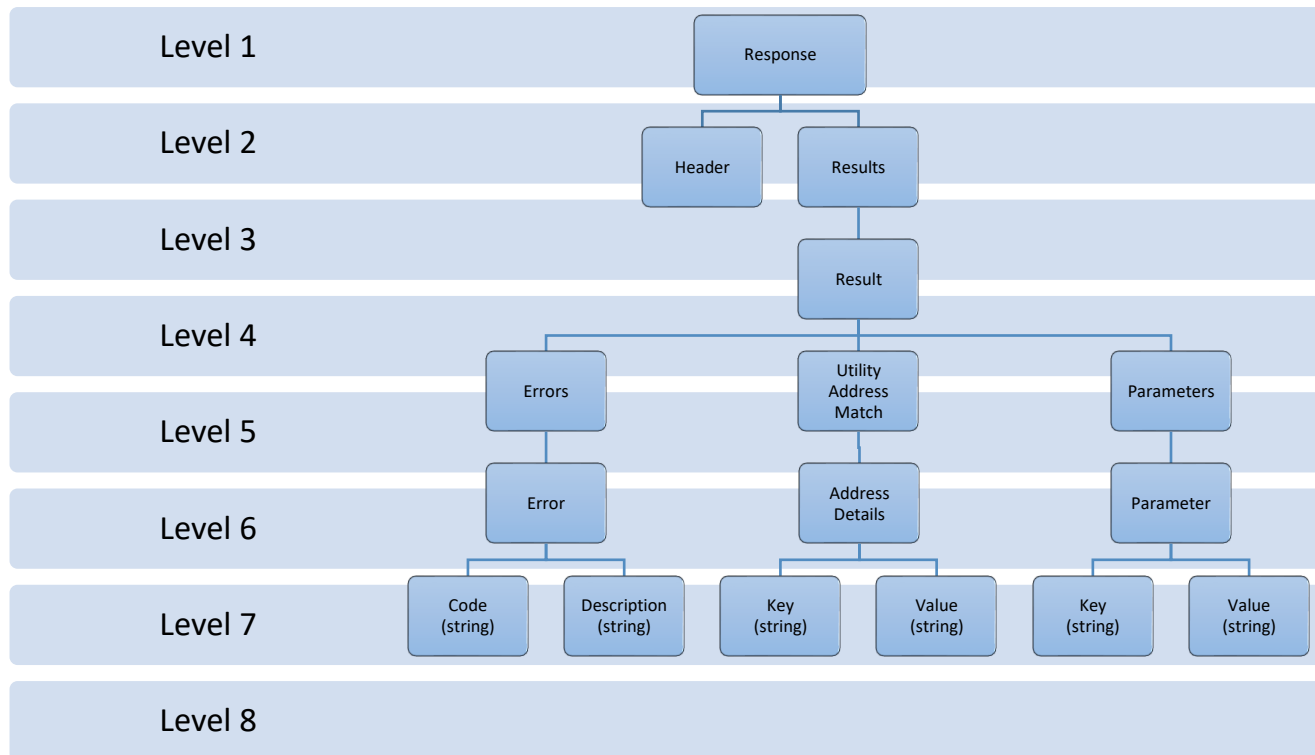 Level 1
Response
Level 2
Header
Results
Level 3
Result
Level 4
Errors
Utility
Address
Match
Parameters
Level 5
Error
Address
Details
Parameter
Level 6
Code
(string)
Description
(string)
Key
(string)
Value
(string)
Key
(string)
Value
(string)
Level 7
Level 8